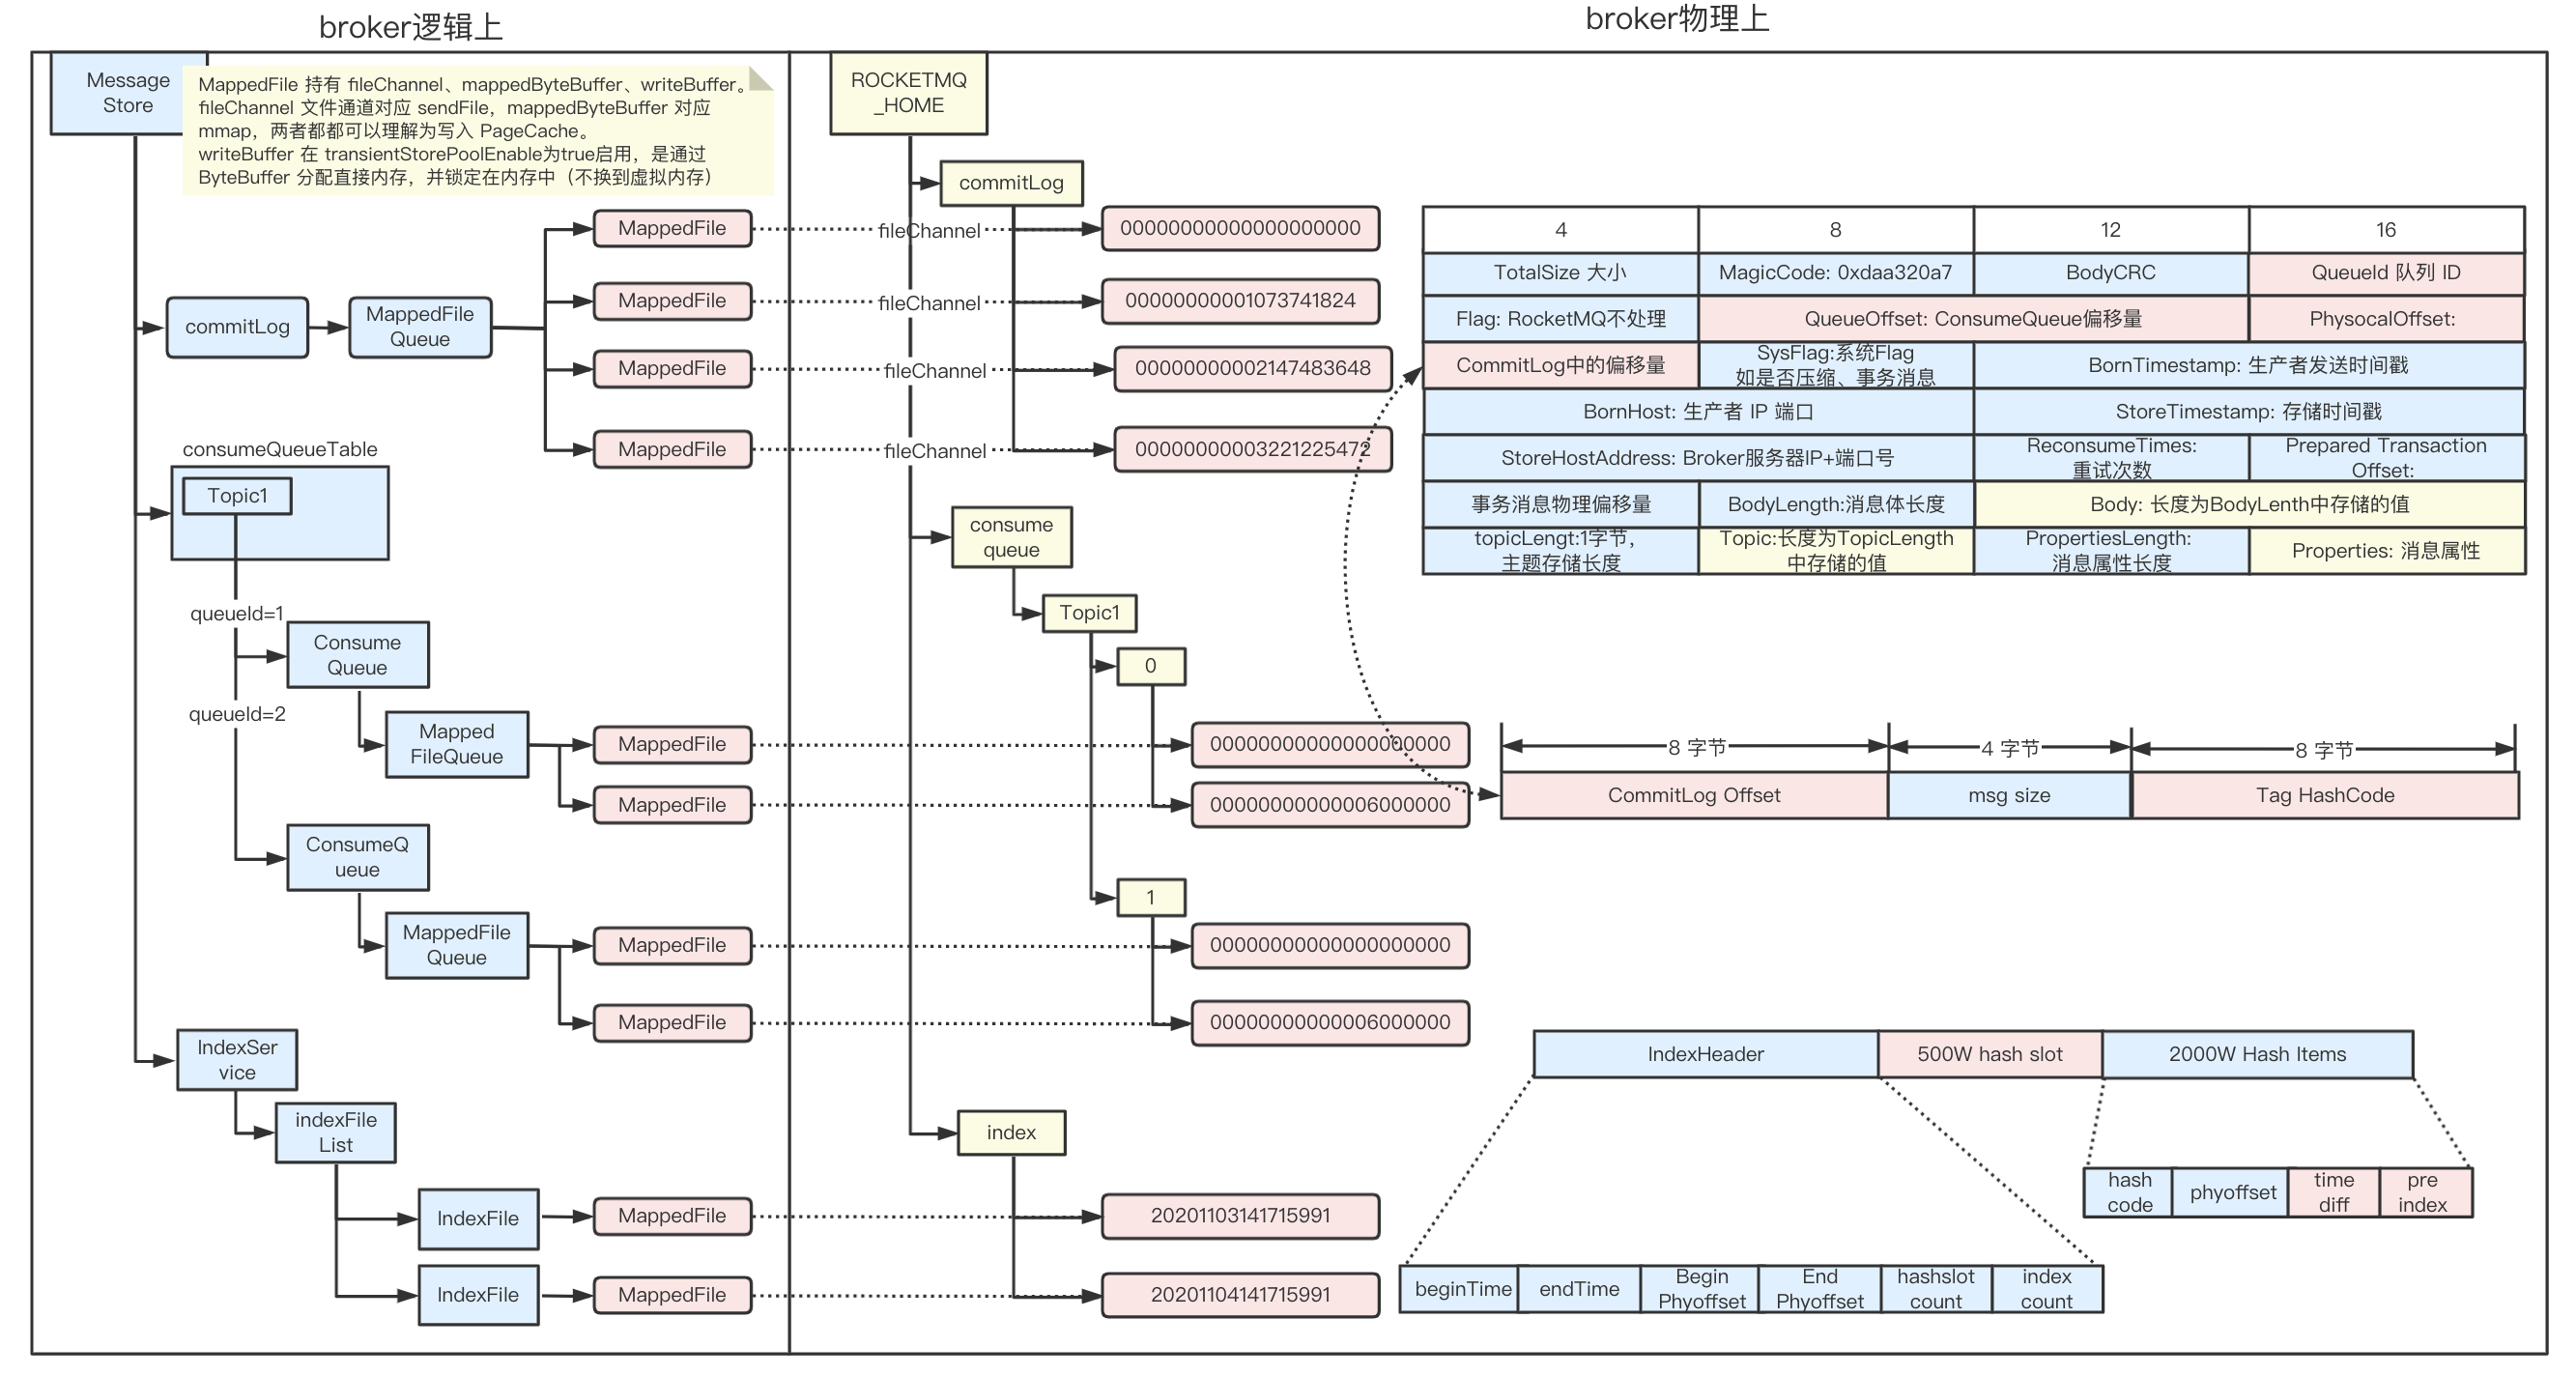 broker逻辑上
broker物理上
Message
Store
MappedFile 持有 fileChannel、mappedByteBuffer、writeBuffer。
fileChannel 文件通道对应 sendFile，mappedByteBuffer 对应
mmap，两者都都可以理解为写入 PageCache。
writeBuffer 在 transientStorePoolEnable为true启用，是通过
ByteBuffer 分配直接内存，并锁定在内存中（不换到虚拟内存）
commitLog
MappedFile
Queue
MappedFile
MappedFile
MappedFile
MappedFile
fileChannel
fileChannel
fileChannel
fileChannel
consumeQueueTable
Topic1
queueId=1
Consume
Queue
queueId=2
Mapped
FileQueue
MappedFile
MappedFile
ConsumeQ
ueue
MappedFile
Queue
MappedFile
MappedFile
IndexSer
vice
indexFile
List
IndexFile
MappedFile
IndexFile
MappedFile
ROCKETMQ
_HOME
commitLog
00000000000000000000
00000000001073741824
00000000002147483648
00000000003221225472
consume
queue
Topic1
0
00000000000000000000
00000000000006000000
1
00000000000000000000
00000000000006000000
index
20201103141715991
20201104141715991
4
8
12
16
TotalSize 大小
MagicCode: 0xdaa320a7
BodyCRC
QueueId 队列 ID
Flag: RocketMQ不处理
QueueOffset: ConsumeQueue偏移量
PhysocalOffset:
CommitLog中的偏移量
SysFlag:系统Flag
如是否压缩、事务消息
BornTimestamp: 生产者发送时间戳
BornHost: 生产者 IP 端口
StoreTimestamp: 存储时间戳
StoreHostAddress: Broker服务器IP+端口号
ReconsumeTimes:
重试次数
Prepared Transaction
Offset:
事务消息物理偏移量
BodyLength:消息体长度
Body: 长度为BodyLenth中存储的值
topicLengt:1字节，
主题存储长度
Topic:长度为TopicLength
中存储的值
PropertiesLength:
消息属性长度
Properties: 消息属性
8 字节
4 字节
8 字节
CommitLog Offset
msg size
Tag HashCode
IndexHeader
500W hash slot
2000W Hash Items
hash
code
phyoffset
time
diff
pre
index
beginTime
endTime
Begin
Phyoffset
End
Phyoffset
hashslot
count
index
count